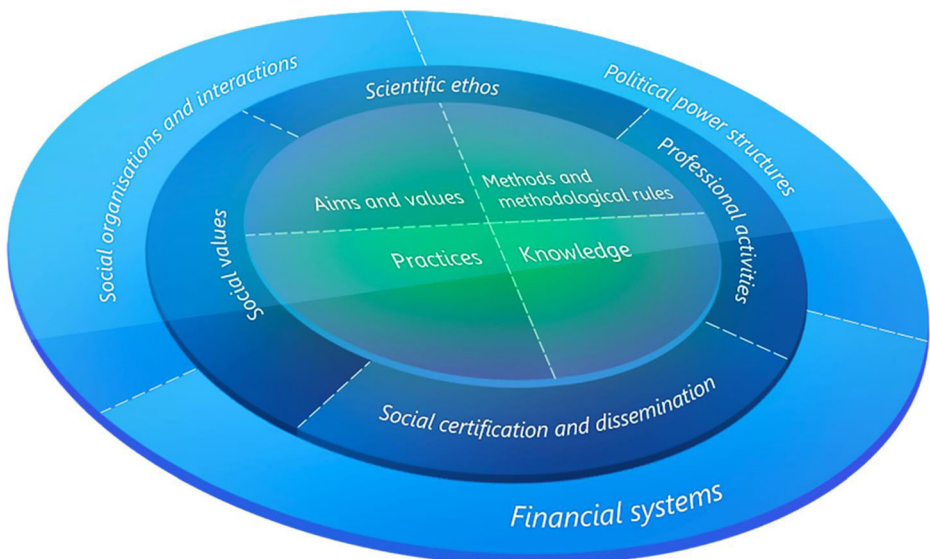 Social organisations and interactions
Political power structures
Scientific ethos
Professional activities
Social values
Aims and values
Methods and
methodological rules
Practices
Knowledge
Social certification and dissemination
Financial systems